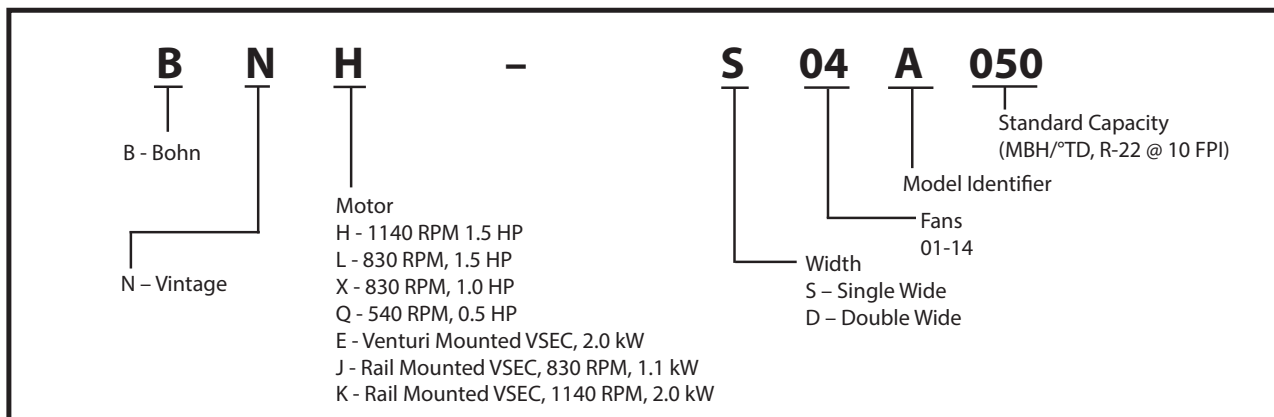 B N H – S 04 A 050
B - Bohn
N – Vintage
Motor
H - 1140 RPM 1.5 HP
L - 830 RPM, 1.5 HP
X - 830 RPM, 1.0 HP
Q - 540 RPM, 0.5 HP
E - Venturi Mounted VSEC, 2.0 kW
J - Rail Mounted VSEC, 830 RPM, 1.1 kW
K - Rail Mounted VSEC, 1140 RPM, 2.0 kW
Width
S – Single Wide
D – Double Wide
Fans
01-14
Model Identifier
Standard Capacity
(MBH/°TD, R-22 @ 10 FPI)